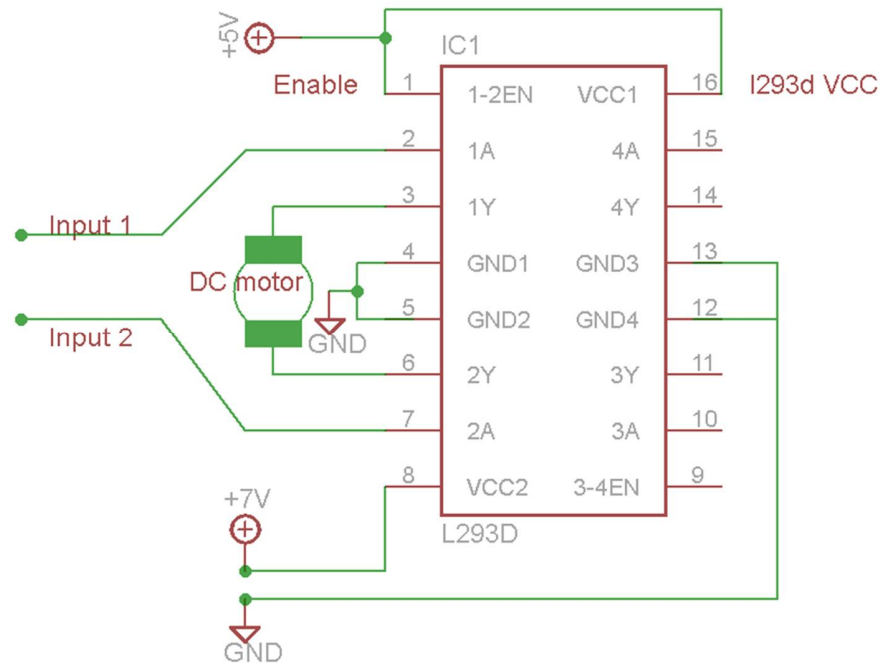 +5V
IC1
Enable
1
1-2EN
VCC1
16
l293d VCC
2
1A
4A
15
3
1Y
4Y
14
Input 1
4
GND1
GND3
13
DC motor
5
GND2
GND4
12
Input 2
GND
6
2Y
3Y
11
7
2A
3A
10
8
VCC2
3-4EN
9
+7V
L293D
GND